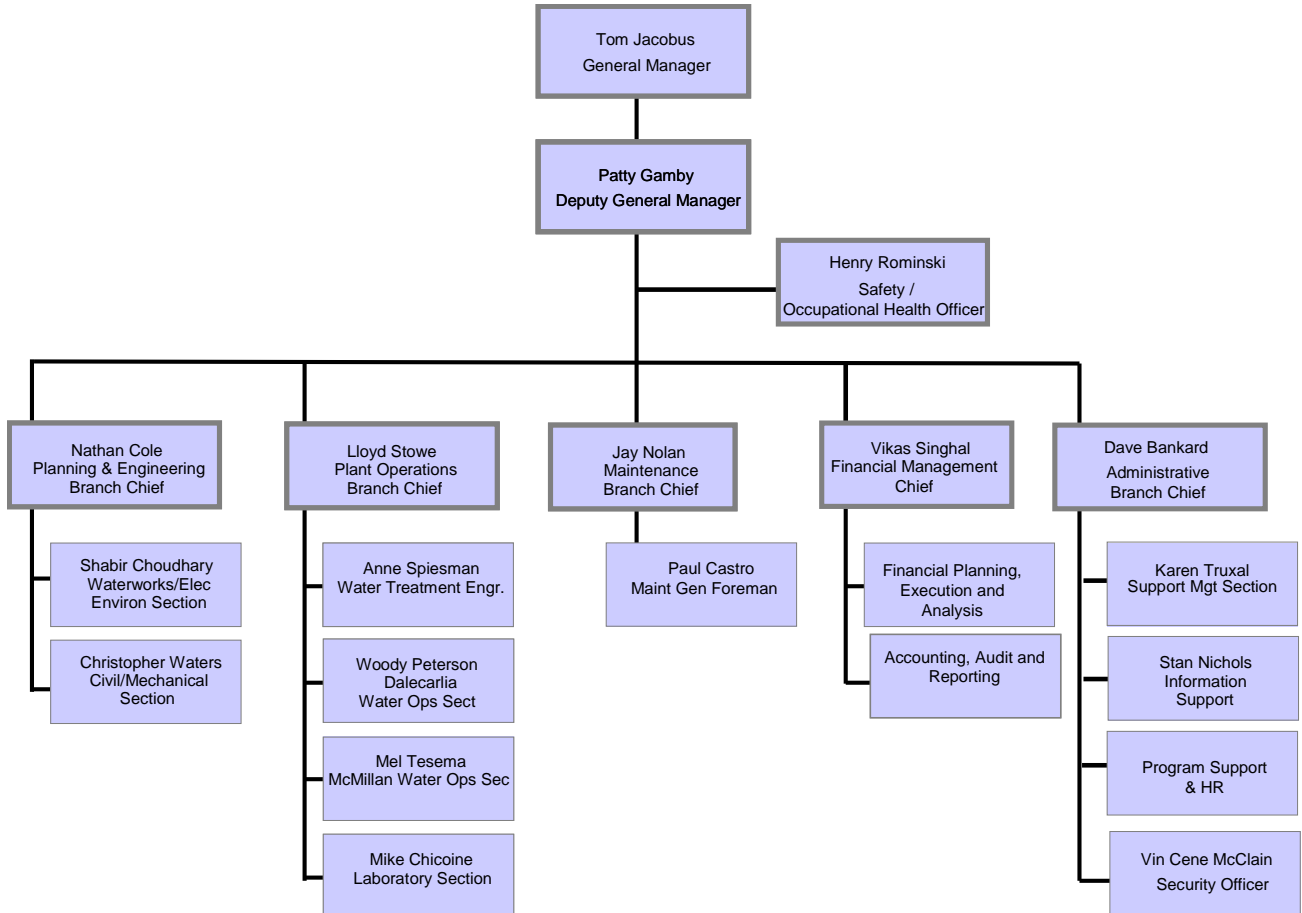 Tom Jacobus
General Manager
Patty Gamby
Deputy General Manager
Henry Rominski
Safety /
Occupational Health Officer
Nathan Cole
Planning & Engineering
Branch Chief
Lloyd Stowe
Plant Operations
Branch Chief
Jay Nolan
Maintenance
Branch Chief
Vikas Singhal
Financial Management
Chief
Dave Bankard
Administrative
Branch Chief
Shabir Choudhary
Waterworks/Elec
Environ Section
Christopher Waters
Civil/Mechanical
Section
Anne Spiesman
Water Treatment Engr.
Woody Peterson
Dalecarlia
Water Ops Sect
Mel Tesema
McMillan Water Ops Sec
Mike Chicoine
Laboratory Section
Paul Castro
Maint Gen Foreman
Financial Planning,
Execution and
Analysis
Accounting, Audit and
Reporting
Karen Truxal
Support Mgt Section
Stan Nichols
Information
Support
Program Support
& HR
Vin Cene McClain
Security Officer